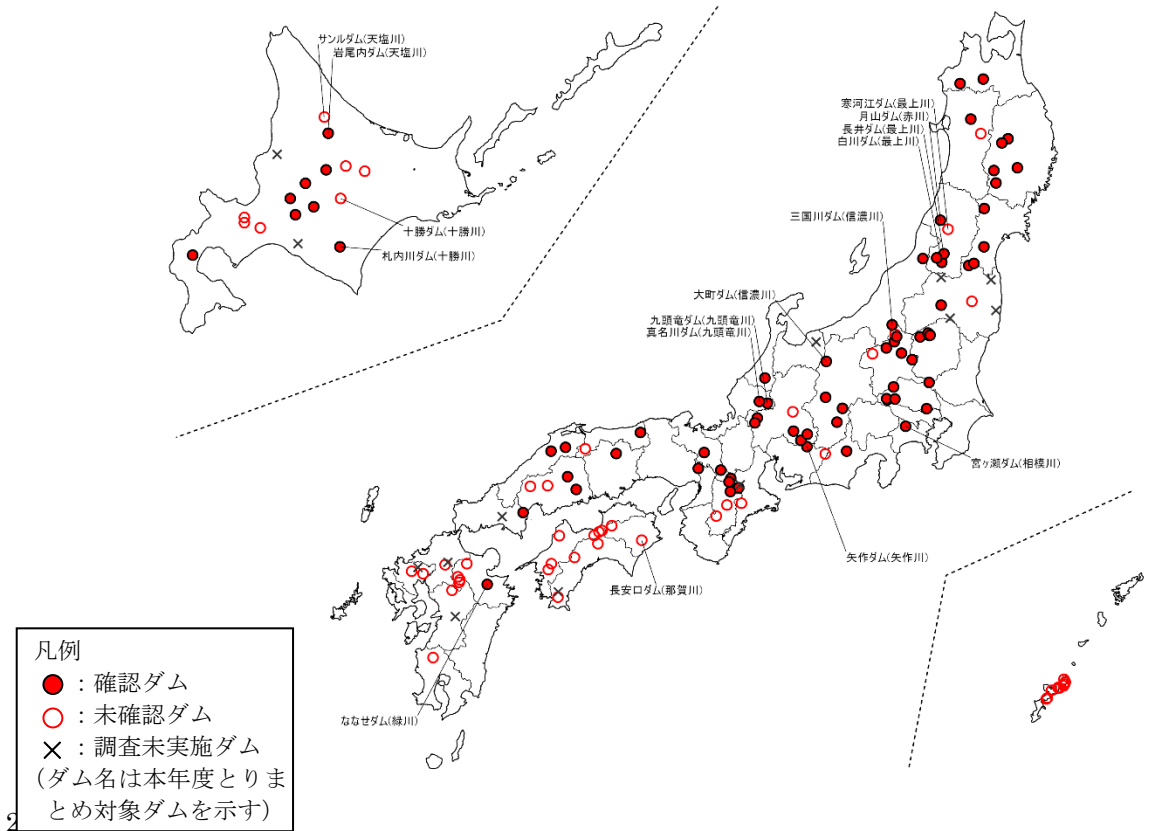 サンルダム(天塩川)
岩尾内ダム(天塩川)
十勝ダム(十勝川)
札内川ダム(十勝川)
寒河江ダム(最上川)
月山ダム(赤川)
長井ダム(最上川)
白川ダム(最上川)
三国川ダム(信濃川)
大町ダム(信濃川)
九頭竜ダム(九頭竜川)
真名川ダム(九頭竜川)
宮ヶ瀬ダム(相模川)
矢作ダム(矢作川)
長安口ダム(那賀川)
ななせダム(緑川)
凡例
：確認ダム
：未確認ダム
：調査未実施ダム
(ダム名は本年度とりま
とめ対象ダムを示す)
2